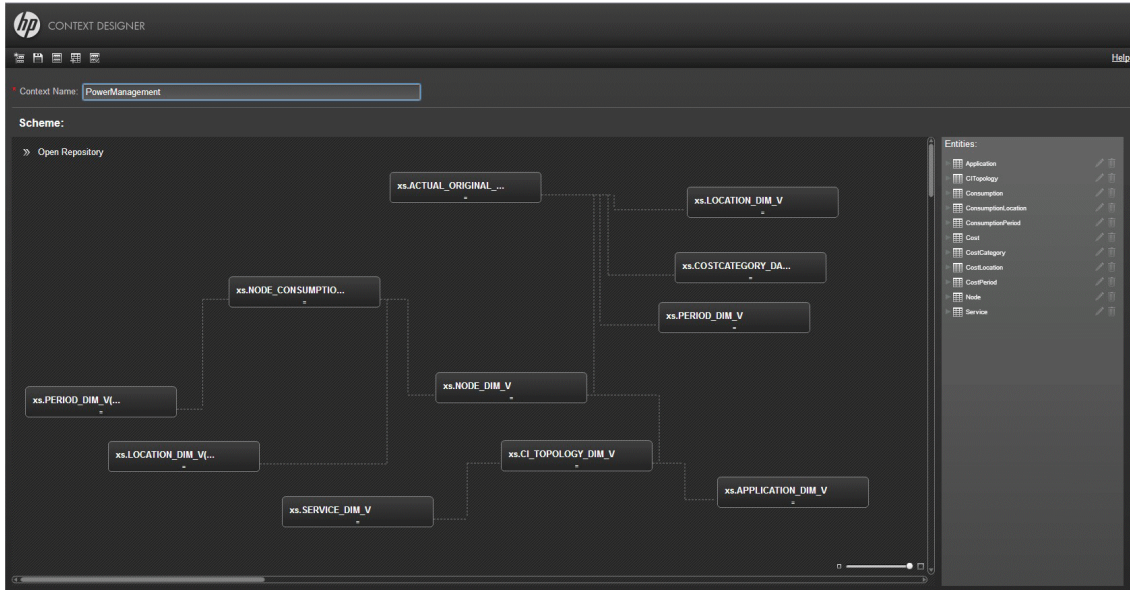 hp CONTEXT DESIGNER
Help
* Context Name: PowerManagement
Scheme:
» Open Repository
xs.ACTUAL_ORIGINAL_...
xs.LOCATION_DIM_V
xs.COSTCATEGORY_DA...
xs.NODE_CONSUMPTIO...
xs.PERIOD_DIM_V
xs.NODE_DIM_V
xs.PERIOD_DIM_V(...
xs.LOCATION_DIM_V(...
xs.CI_TOPOLOGY_DIM_V
xs.APPLICATION_DIM_V
xs.SERVICE_DIM_V
Entities:
Application
CITopology
Consumption
ConsumptionLocation
ConsumptionPeriod
Cost
CostCategory
CostLocation
CostPeriod
Node
Service